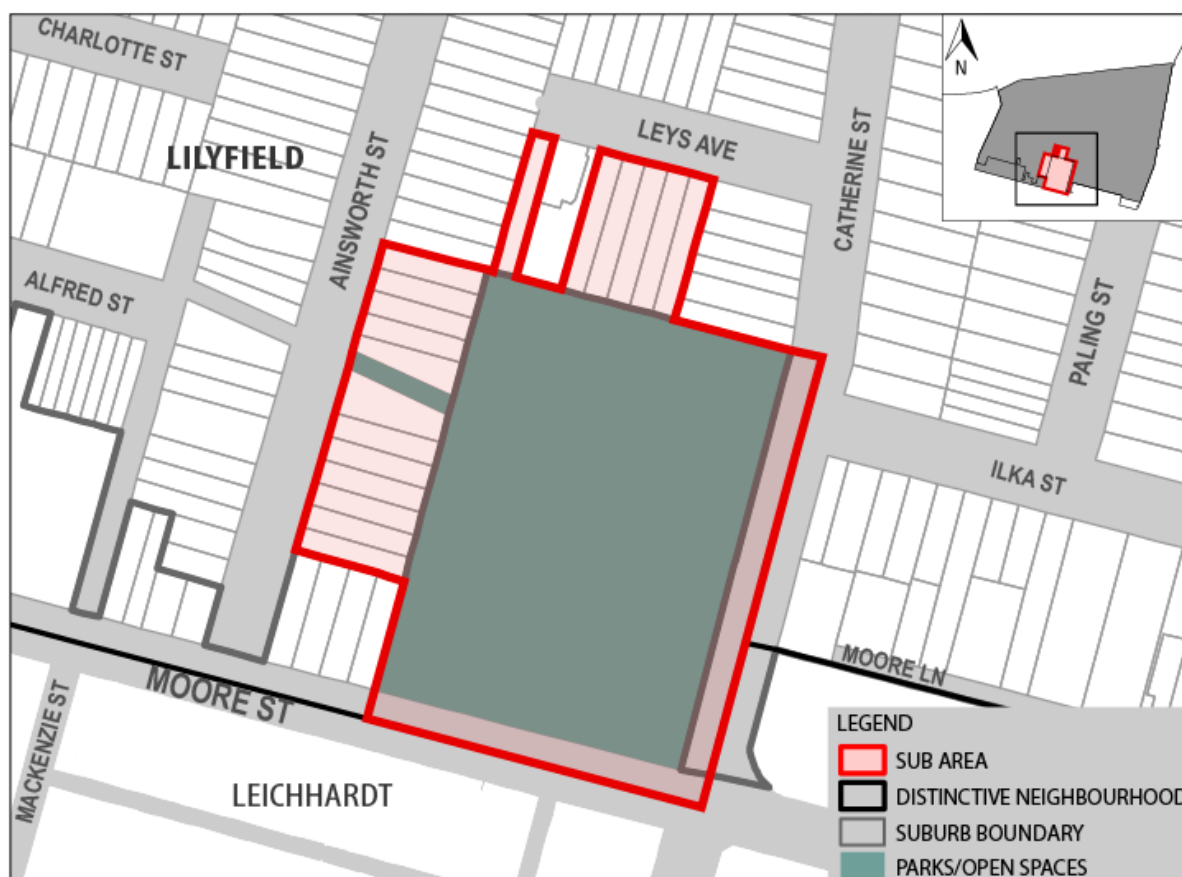 CHARLOTTE ST
N
LEYS AVE
LILYFIELD
AINSWORTH ST
CATHERINE ST
ALFRED ST
PALING ST
ILKA ST
MOORE LN
MOORE ST
MACKENZIE ST
LEICHHARDT
LEGEND
SUB AREA
DISTINCTIVE NEIGHBOURHOOD
SUBURB BOUNDARY
PARKS/OPEN SPACES